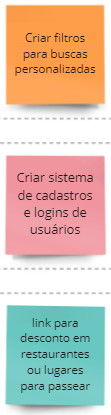 Criar filtros
para buscas
personalizadas
Criar sistema
de cadastros
e logins de
usuários
link para
desconto em
restaurantes
ou lugares
para passear